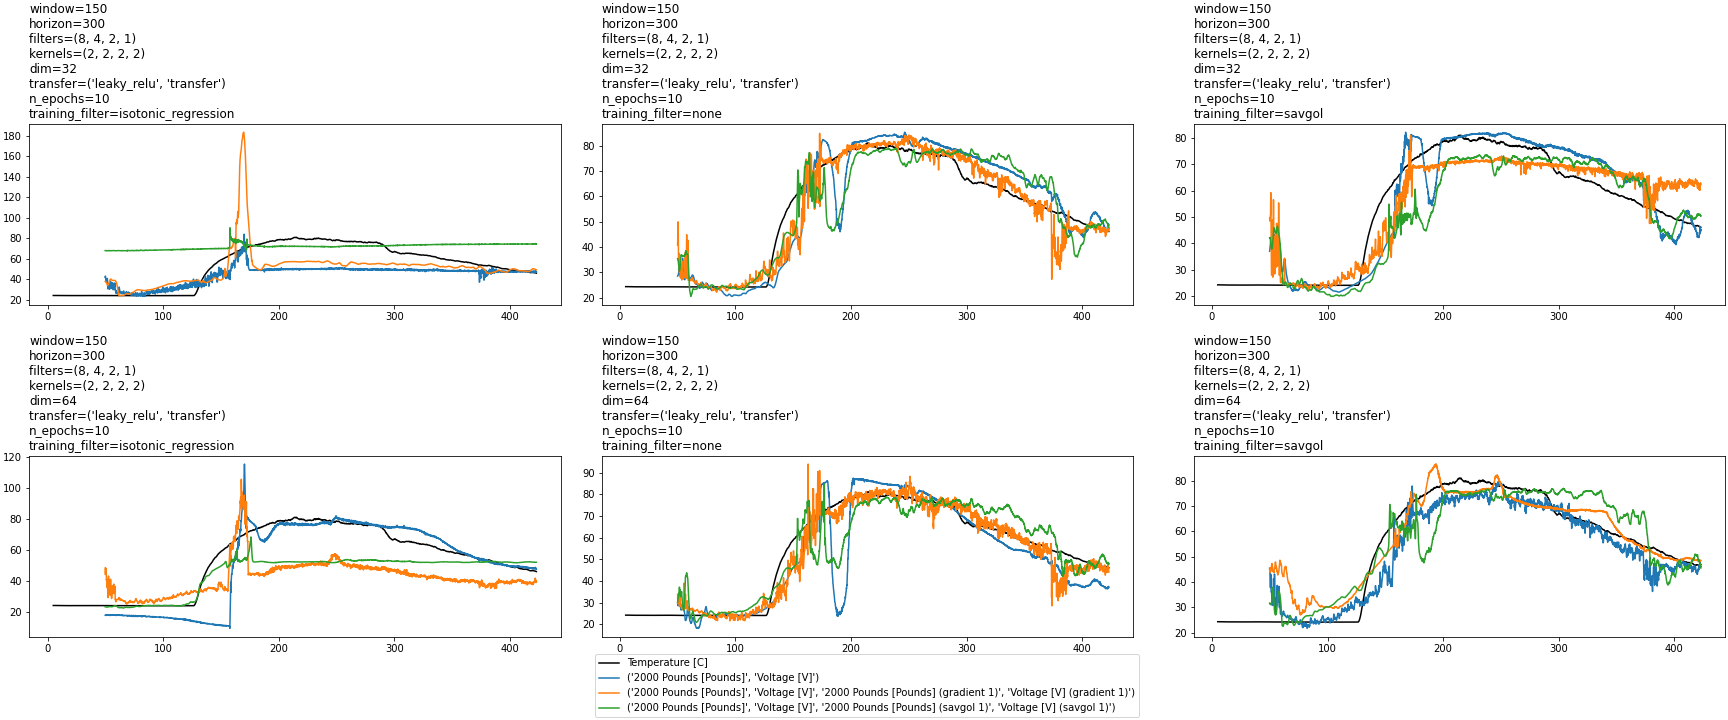 window=150
horizon=300
filters=(8, 4, 2, 1)
kernels=(2, 2, 2, 2)
dim=32
transfer=('leaky_relu', 'transfer')
n_epochs=10
training_filter=isotonic_regression
180
160
140
120
100
80
60
40
20
0
100
200
300
400
window=150
horizon=300
filters=(8, 4, 2, 1)
kernels=(2, 2, 2, 2)
dim=32
transfer=('leaky_relu', 'transfer')
n_epochs=10
training_filter=none
80
70
60
50
40
30
20
0
100
200
300
400
window=150
horizon=300
filters=(8, 4, 2, 1)
kernels=(2, 2, 2, 2)
dim=32
transfer=('leaky_relu', 'transfer')
n_epochs=10
training_filter=savgol
80
70
60
50
40
30
20
0
100
200
300
400
window=150
horizon=300
filters=(8, 4, 2, 1)
kernels=(2, 2, 2, 2)
dim=64
transfer=('leaky_relu', 'transfer')
n_epochs=10
training_filter=isotonic_regression
120
100
80
60
40
20
0
100
200
300
400
window=150
horizon=300
filters=(8, 4, 2, 1)
kernels=(2, 2, 2, 2)
dim=64
transfer=('leaky_relu', 'transfer')
n_epochs=10
training_filter=none
90
80
70
60
50
40
30
20
0
100
200
300
400
window=150
horizon=300
filters=(8, 4, 2, 1)
kernels=(2, 2, 2, 2)
dim=64
transfer=('leaky_relu', 'transfer')
n_epochs=10
training_filter=savgol
80
70
60
50
40
30
20
0
100
200
300
400
Temperature [C]
('2000 Pounds [Pounds]', 'Voltage [V]')
('2000 Pounds [Pounds]', 'Voltage [V]', '2000 Pounds [Pounds] (gradient 1)', 'Voltage [V] (gradient 1)')
('2000 Pounds [Pounds]', 'Voltage [V]', '2000 Pounds [Pounds] (savgol 1)', 'Voltage [V] (savgol 1)')